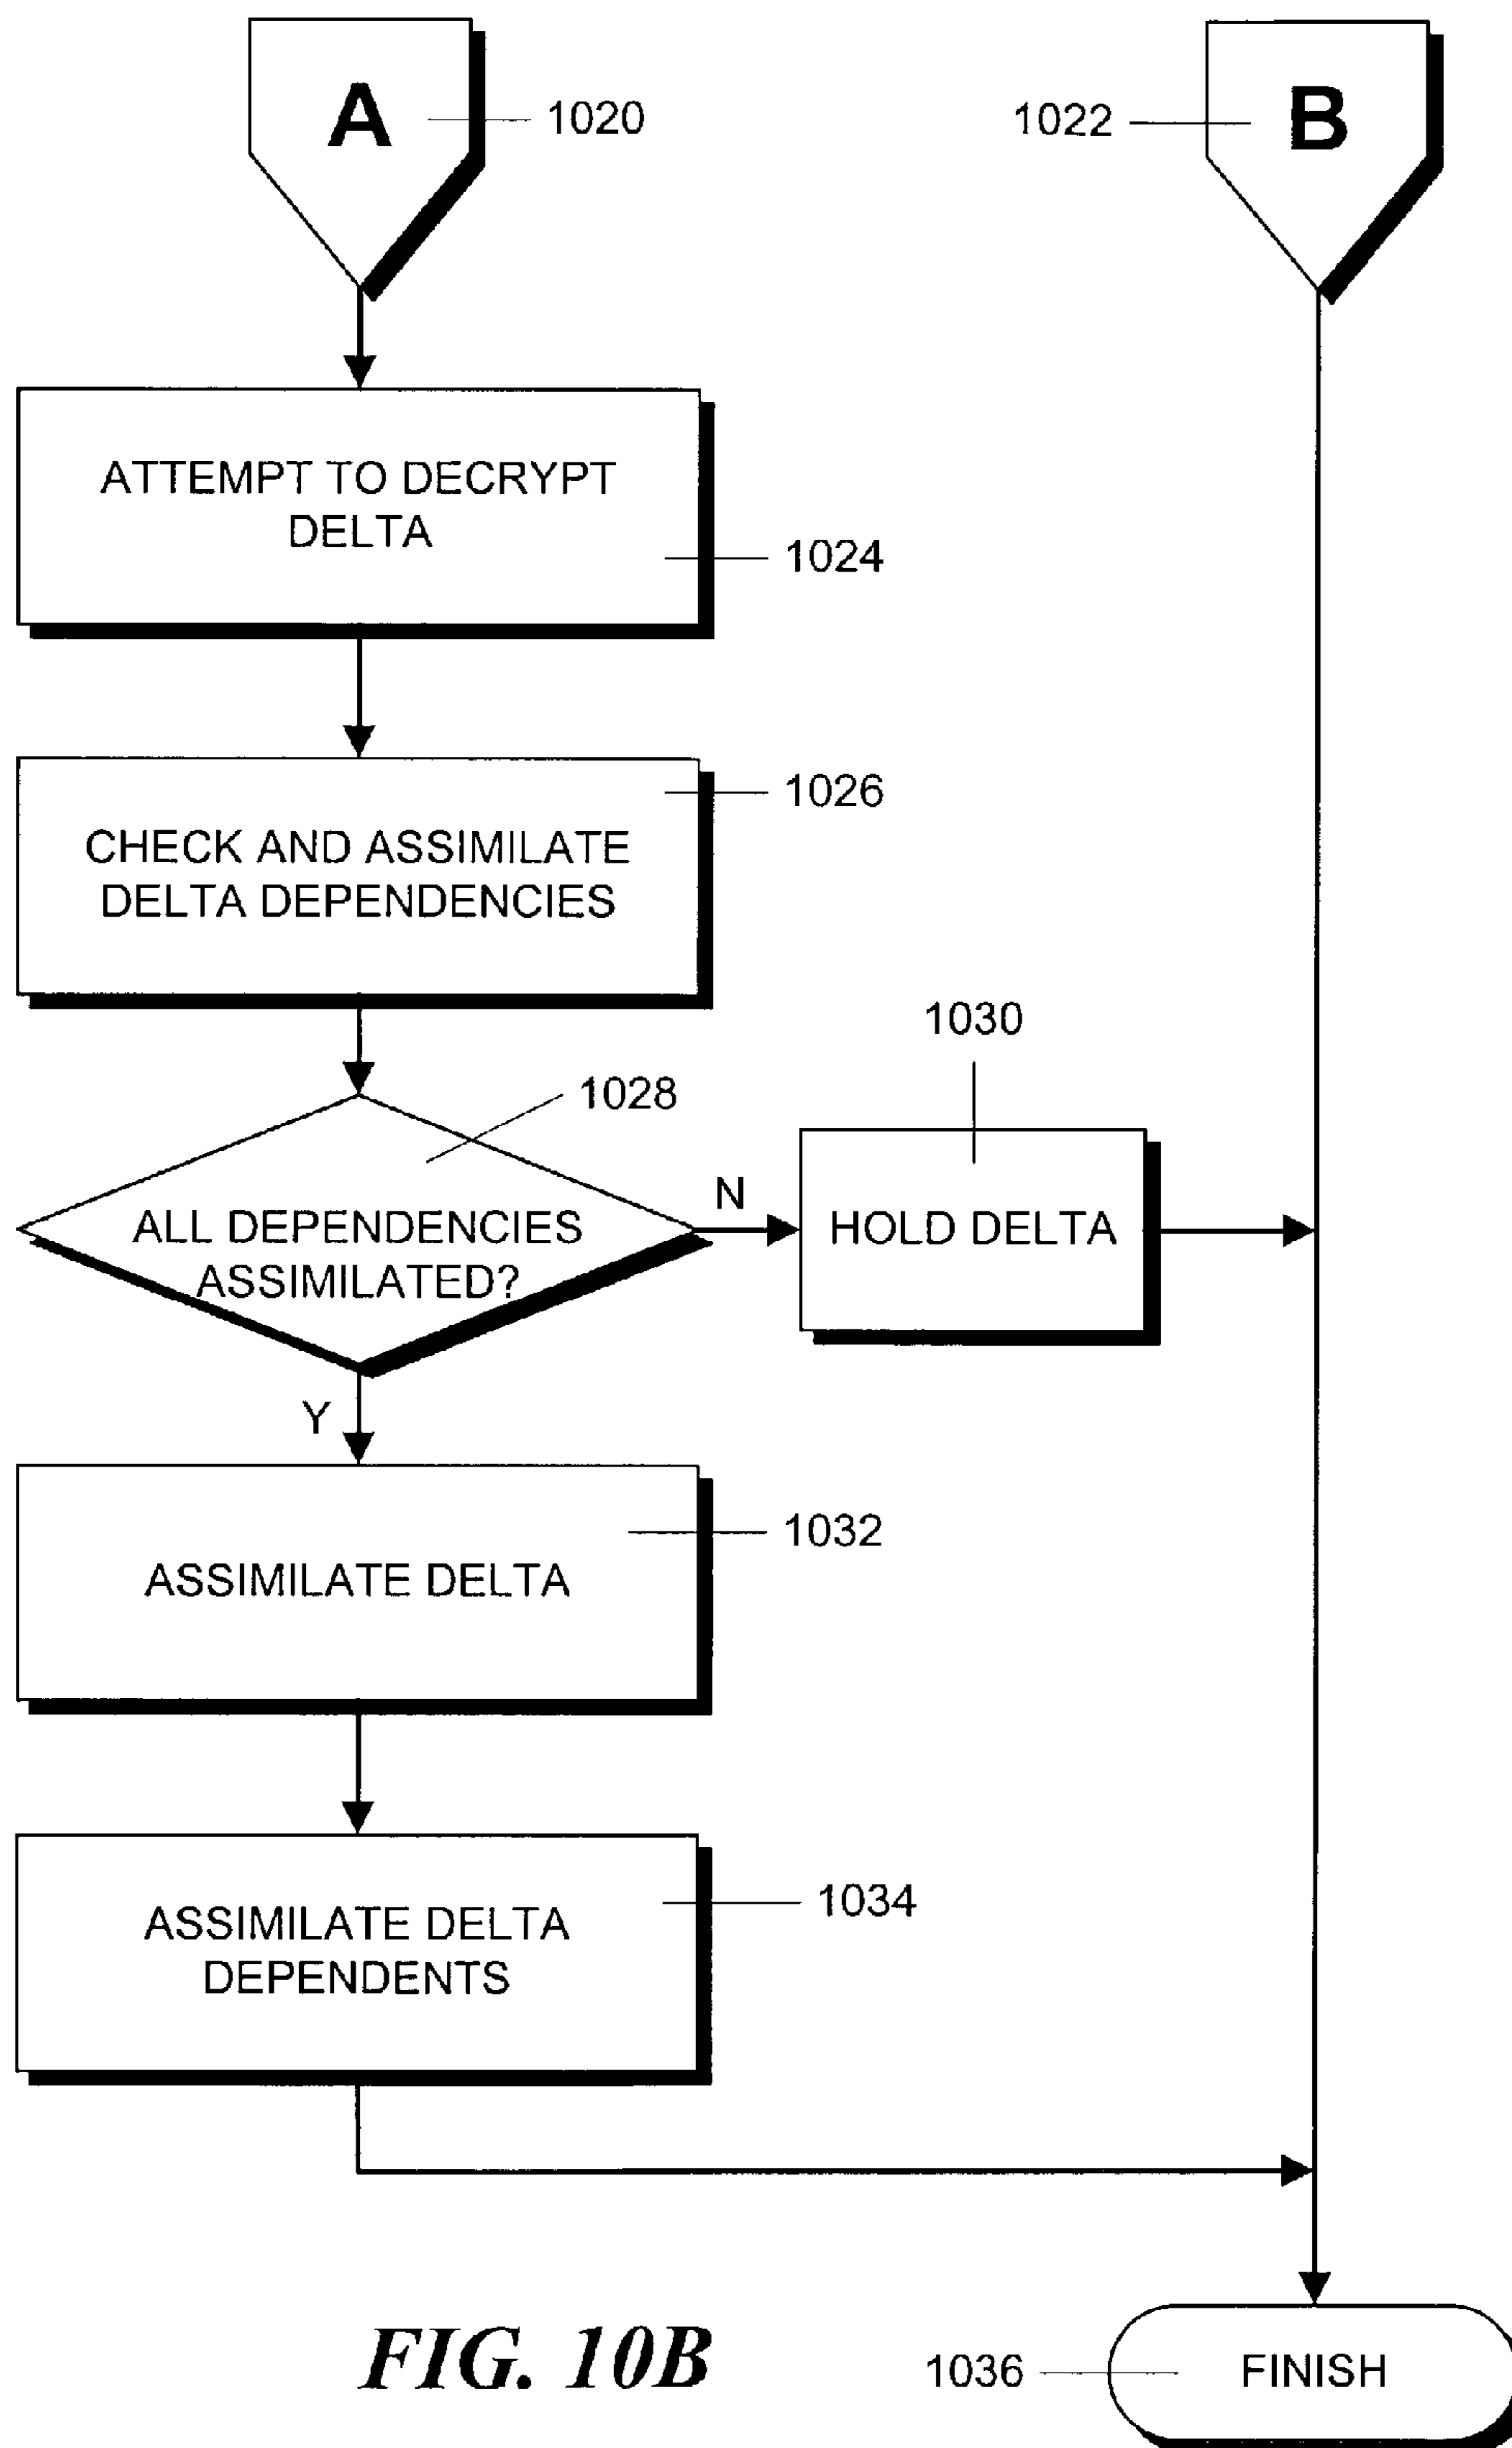 A
1020
1022
B
ATTEMPT TO DECRYPT
DELTA
1024
1026
CHECK AND ASSIMILATE
DELTA DEPENDENCIES
1030
1028
N
ALL DEPENDENCIES
ASSIMILATED?
HOLD DELTA
Y
1032
ASSIMILATE DELTA
1034
ASSIMILATE DELTA
DEPENDENTS
FIG. 10B
1036
FINISH